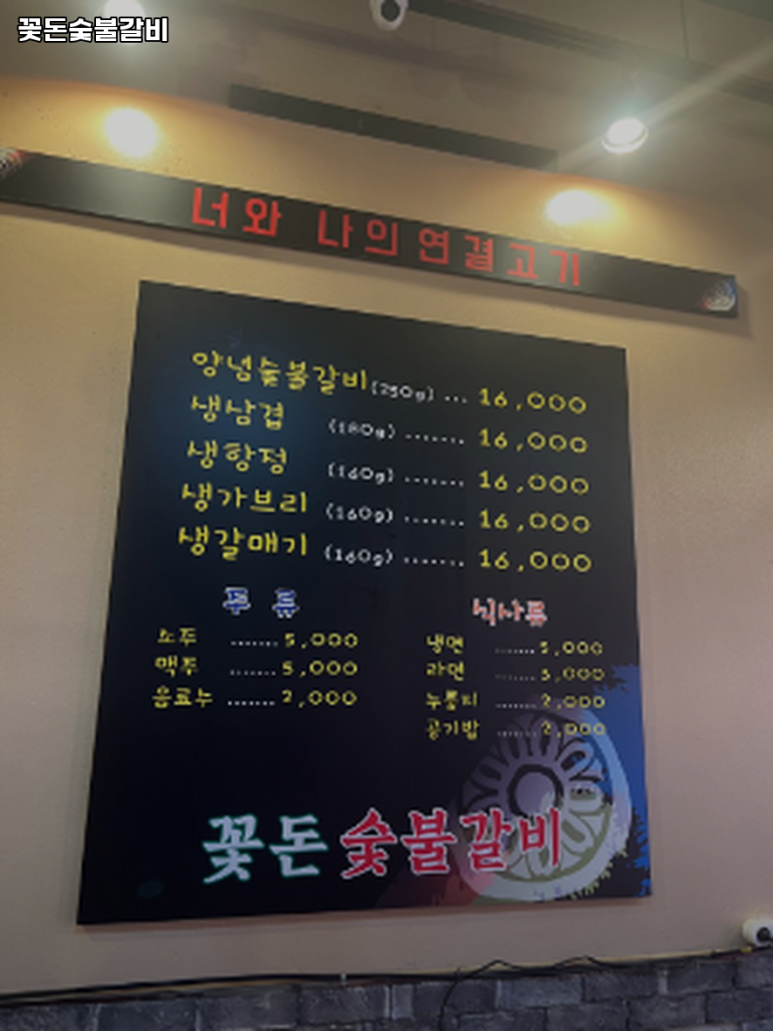 꽃돈숯불갈비
너와 나의 연결고기
양념숯불갈비 (250g) ... 16,000
생삼겹 (180g) ....... 16,000
생항정 (160g) ....... 16,000
생가브리 (160g) ....... 16,000
생갈매기 (160g) ....... 16,000
주 류
소주 ....... 5,000
맥주 ....... 5,000
음료수 ....... 2,000
식사류
냉면 ....... 5,000
라면 ....... 3,000
누룽지 ....... 2,000
공기밥 ....... 2,000
꽃돈 숯불갈비